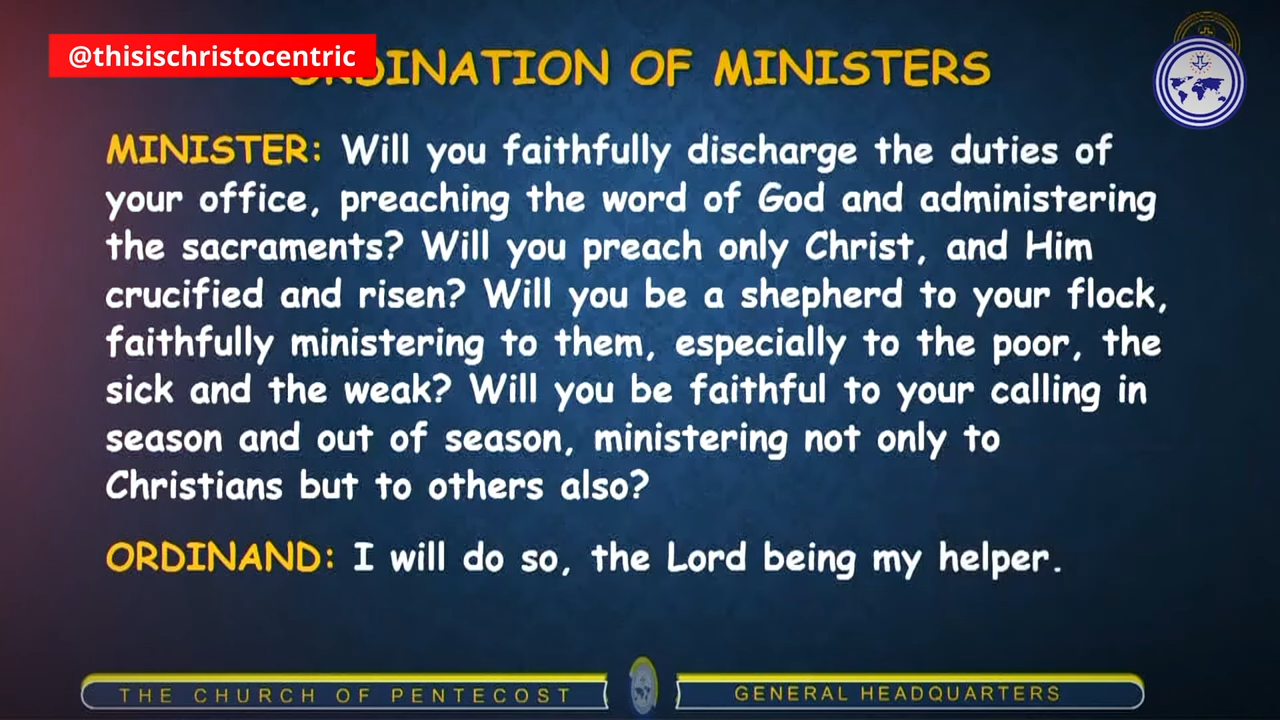 @thisischristocentric
ORDINATION OF MINISTERS
MINISTER: Will you faithfully discharge the duties of
your office, preaching the word of God and administering
the sacraments? Will you preach only Christ, and Him
crucified and risen? Will you be a shepherd to your flock,
faithfully ministering to them, especially to the poor, the
sick and the weak? Will you be faithful to your calling in
season and out of season, ministering not only to
Christians but to others also?
ORDINAND: I will do so, the Lord being my helper.
THE CHURCH OF PENTECOST
GENERAL HEADQUARTERS